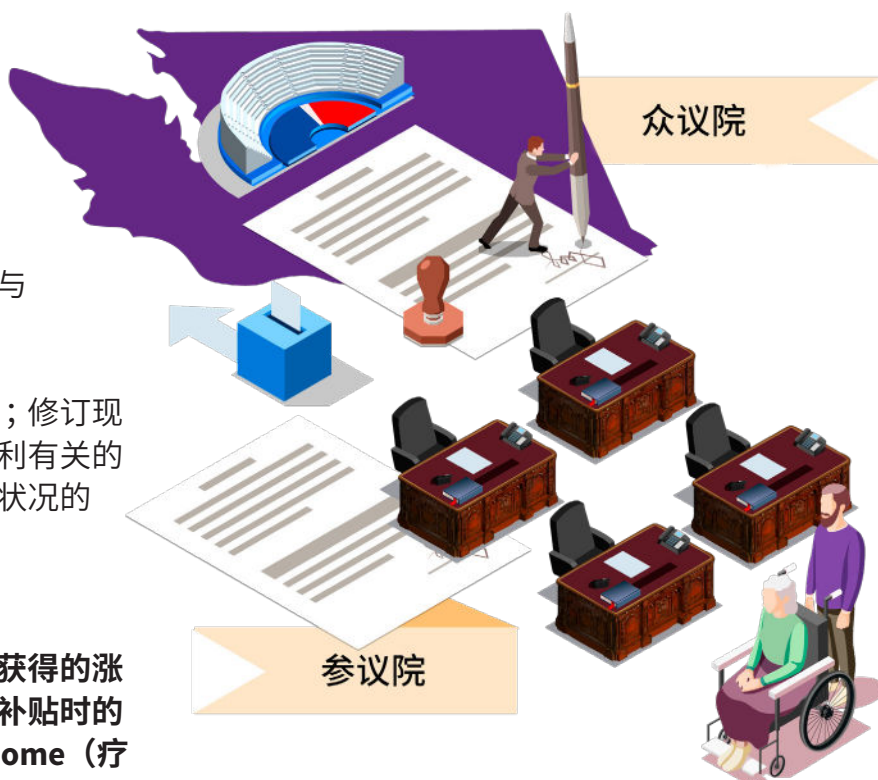 众议院
与
；修订现
利有关的
状况的
获得的涨
补贴时的
ome（疗
参议院